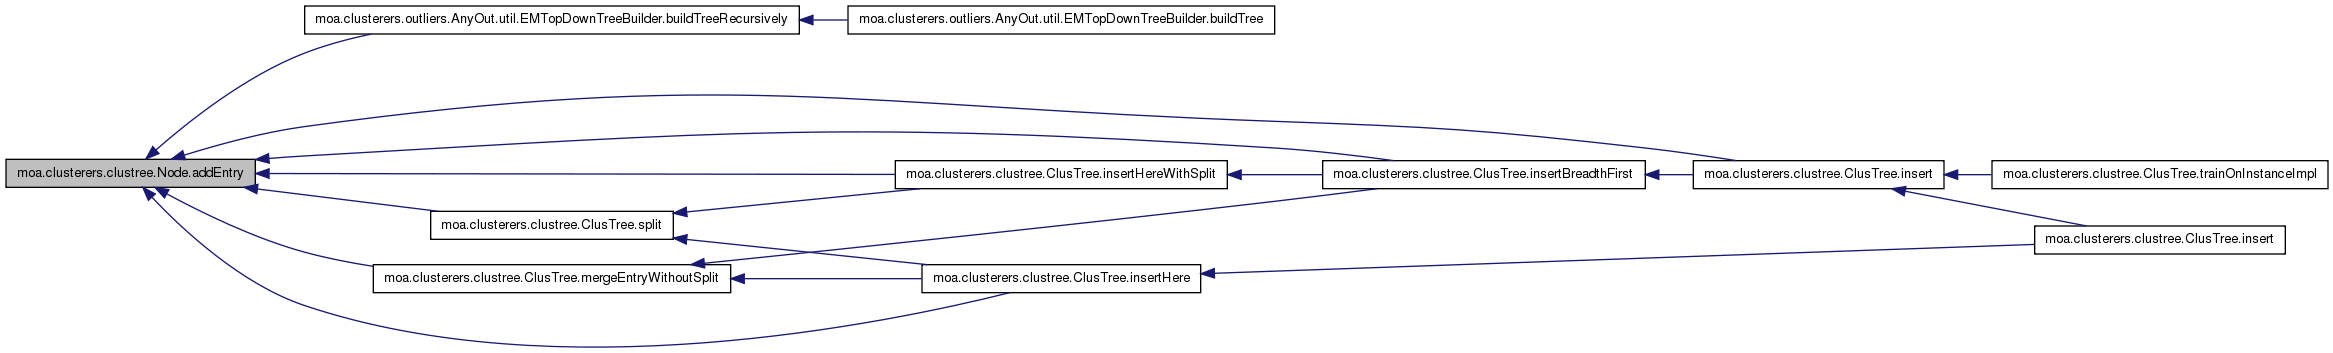 moa.clusterers.outliers.AnyOut.util.EMTopDownTreeBuilder.buildTreeRecursively
moa.clusterers.outliers.AnyOut.util.EMTopDownTreeBuilder.buildTree
moa.clusterers.clustree.Node.addEntry
moa.clusterers.clustree.ClusTree.insertHereWithSplit
moa.clusterers.clustree.ClusTree.insertBreadthFirst
moa.clusterers.clustree.ClusTree.insert
moa.clusterers.clustree.ClusTree.trainOnInstanceImpl
moa.clusterers.clustree.ClusTree.split
moa.clusterers.clustree.ClusTree.insert
moa.clusterers.clustree.ClusTree.mergeEntryWithoutSplit
moa.clusterers.clustree.ClusTree.insertHere